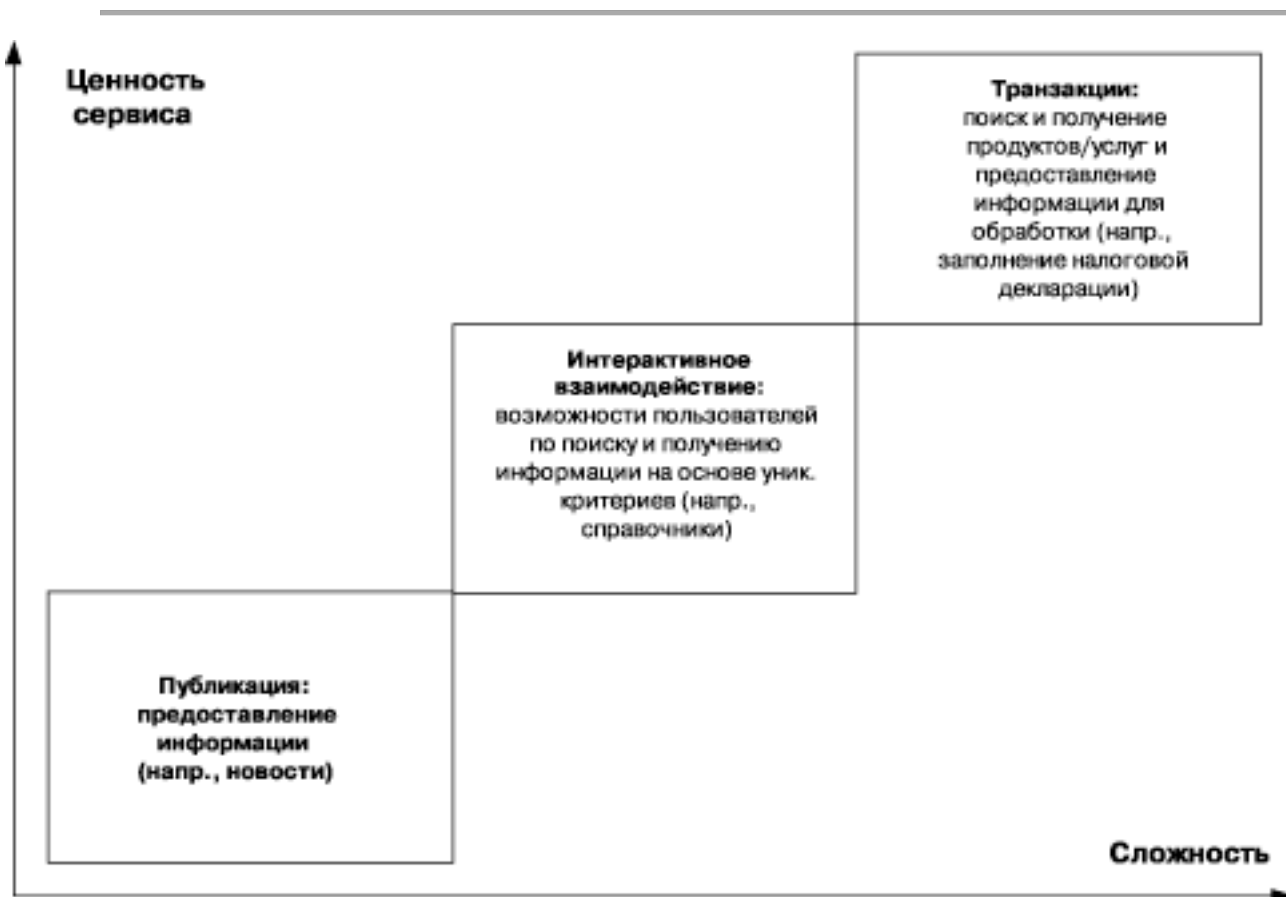 Ценность
сервиса
Транзакции:
поиск и получение
продуктов/услуг и
предоставление
информации для
обработки (напр.,
заполнение налоговой
декларации)
Интерактивное
взаимодействие:
возможности пользователей
по поиску и получению
информации на основе уник.
критериев (напр.,
справочники)
Публикация:
предоставление
информации
(напр., новости)
Сложность